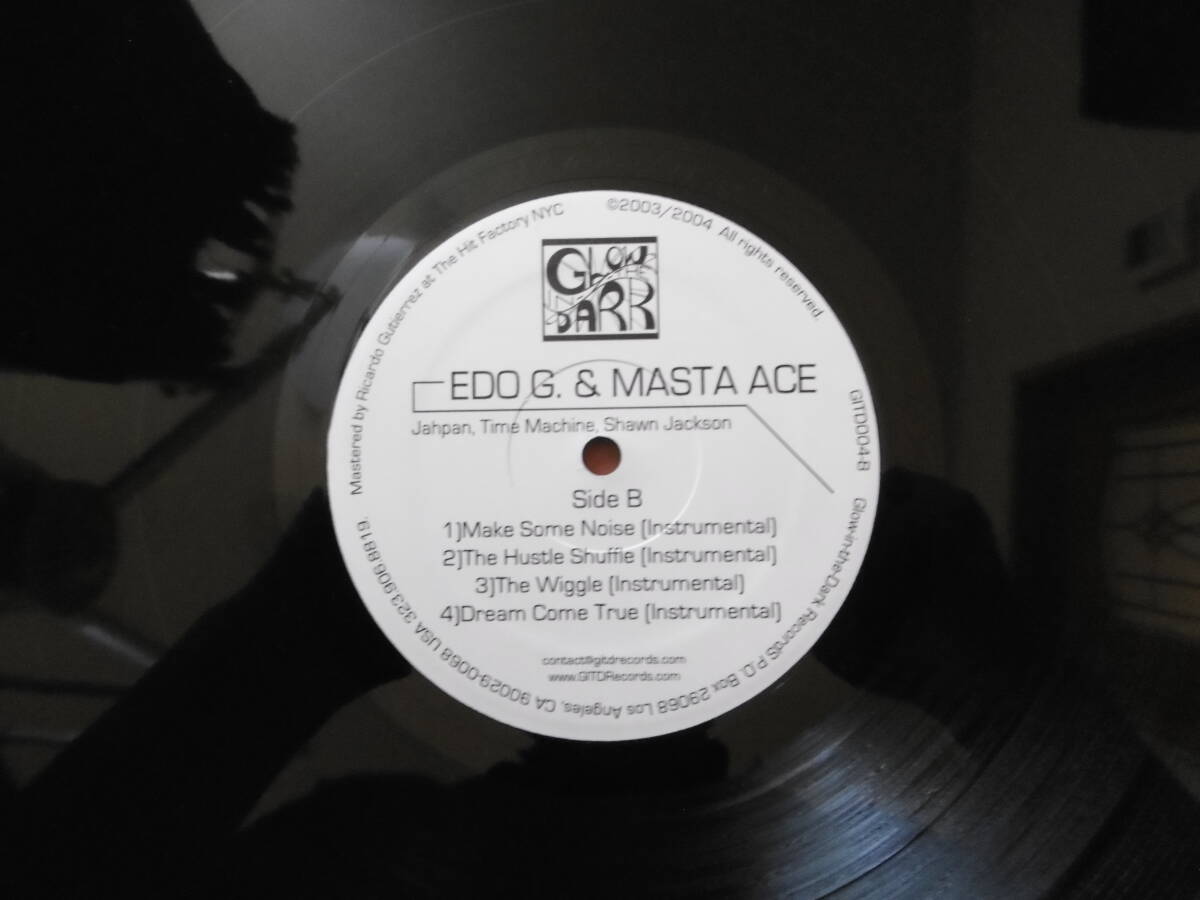 GLOW
IN THE
DARK
EDO G. & MASTA ACE
Jahpan, Time Machine, Shawn Jackson
Side B
1)Make Some Noise (Instrumental)
2)The Hustle Shuffle (Instrumental)
3)The Wiggle (Instrumental)
4)Dream Come True (Instrumental)
contact@gitdrecords.com
www.GITDRecords.com
Mastered by Ricardo Gutierrez at The Hit Factory NYC
©2003/2004 All rights reserved.
GITD004-B
Glow-in-the-Dark RecordS P.O. Box 29068 Los Angeles, CA 90029-0068 USA 323.906.8819.